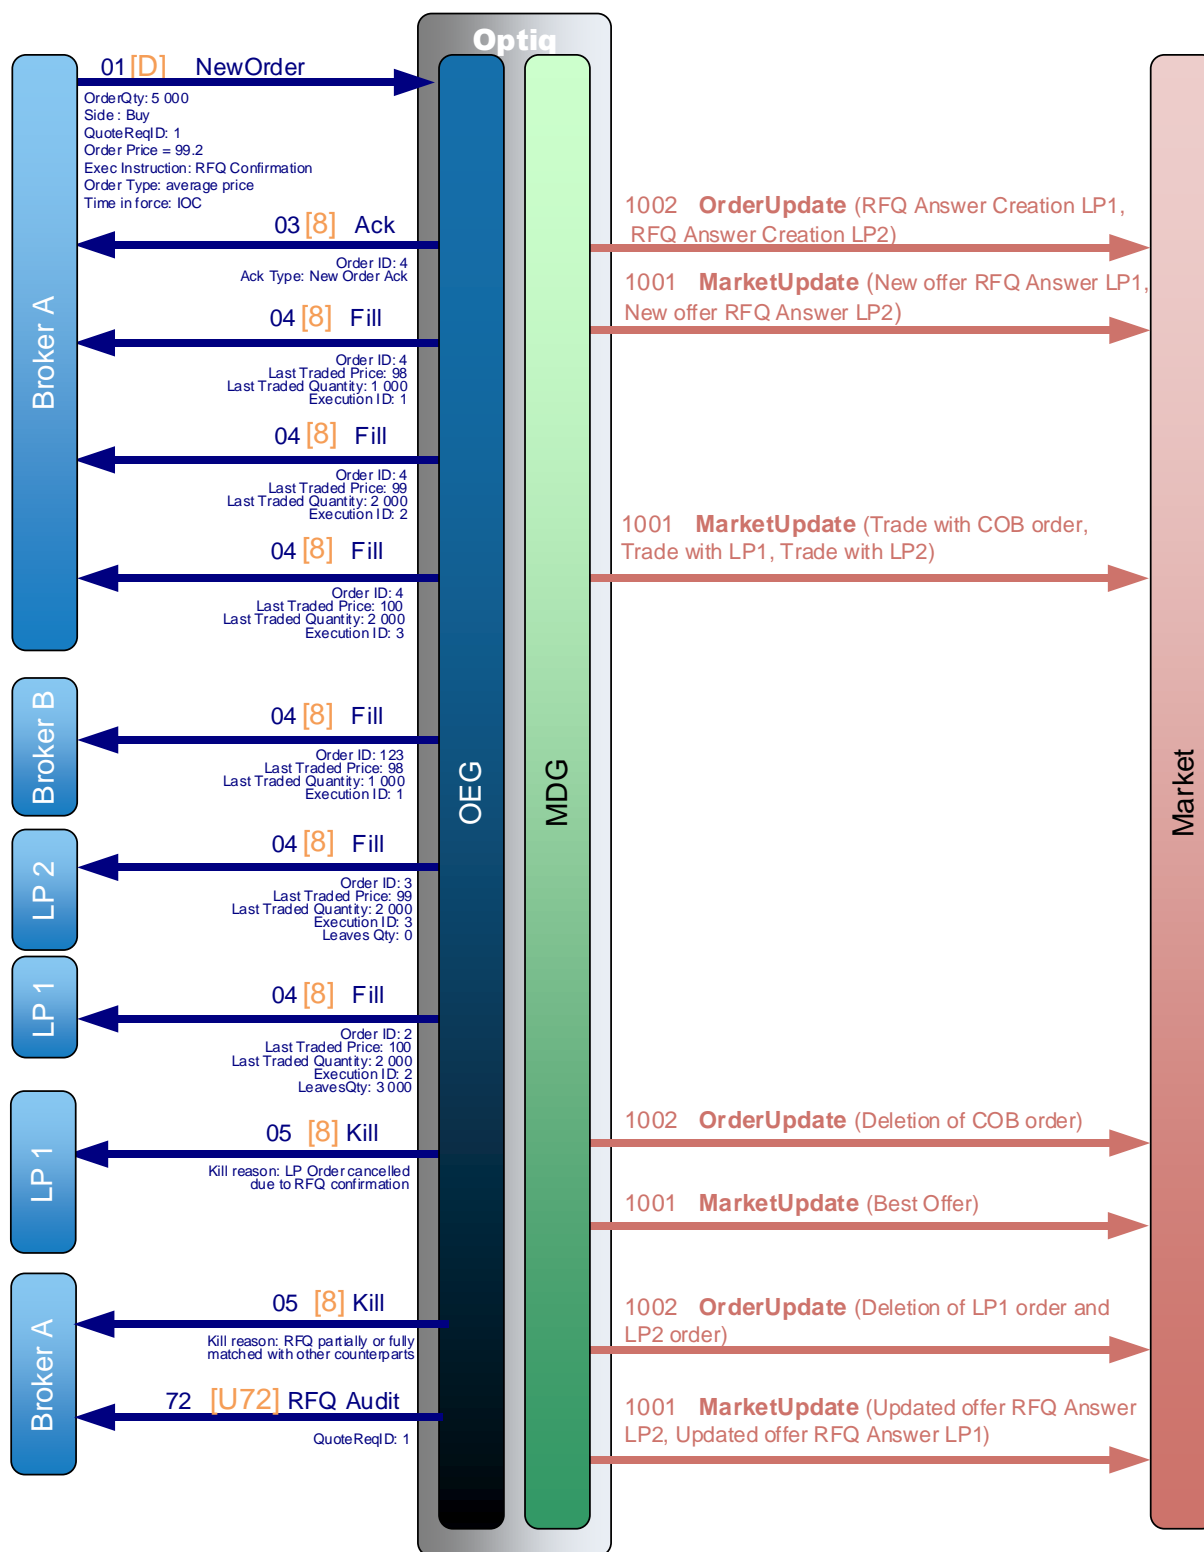 Optiq
01 [D] NewOrder
OrderQty: 5 000
Side : Buy
QuoteReqID: 1
Order Price = 99.2
Exec Instruction: RFQ Confirmation
Order Type: average price
Time in force: IOC
03 [8] Ack
Order ID: 4
Ack Type: New Order Ack
04 [8] Fill
Order ID: 4
Last Traded Price: 98
Last Traded Quantity: 1 000
Execution ID: 1
04 [8] Fill
Order ID: 4
Last Traded Price: 99
Last Traded Quantity: 2 000
Execution ID: 2
04 [8] Fill
Order ID: 4
Last Traded Price: 100
Last Traded Quantity: 2 000
Execution ID: 3
Broker A
04 [8] Fill
Order ID: 123
Last Traded Price: 98
Last Traded Quantity: 1 000
Execution ID: 1
Broker B
04 [8] Fill
Order ID: 3
Last Traded Price: 99
Last Traded Quantity: 2 000
Execution ID: 3
Leaves Qty: 0
LP 2
04 [8] Fill
Order ID: 2
Last Traded Price: 100
Last Traded Quantity: 2 000
Execution ID: 2
LeavesQty: 3 000
LP 1
05 [8] Kill
Kill reason: LP Order cancelled
due to RFQ confirmation
LP 1
05 [8] Kill
Kill reason: RFQ partially or fully
matched with other counterparts
72 [U72] RFQ Audit
QuoteReqID: 1
Broker A
OEG
MDG
1002 OrderUpdate (RFQ Answer Creation LP1,
RFQ Answer Creation LP2)
1001 MarketUpdate (New offer RFQ Answer LP1,
New offer RFQ Answer LP2)
1001 MarketUpdate (Trade with COB order,
Trade with LP1, Trade with LP2)
1002 OrderUpdate (Deletion of COB order)
1001 MarketUpdate (Best Offer)
1002 OrderUpdate (Deletion of LP1 order and
LP2 order)
1001 MarketUpdate (Updated offer RFQ Answer
LP2, Updated offer RFQ Answer LP1)
Market